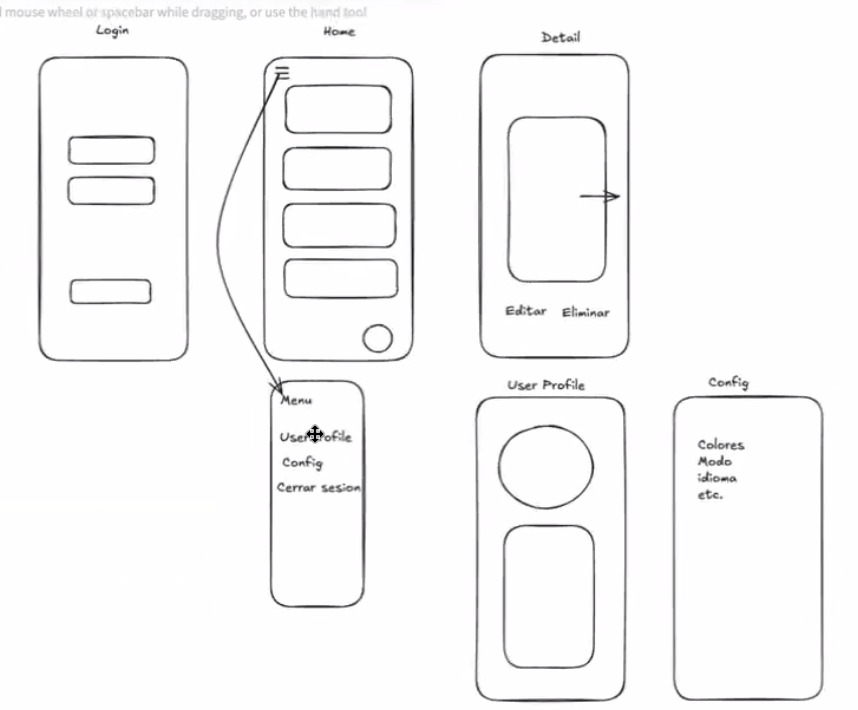 mouse wheel or spacebar while dragging, or use the hand tool
Login
Home
Detail
Editar Eliminar
Menu
User Profile
Config
Cerrar sesion
User Profile
Config
Colores
Modo
idioma
etc.